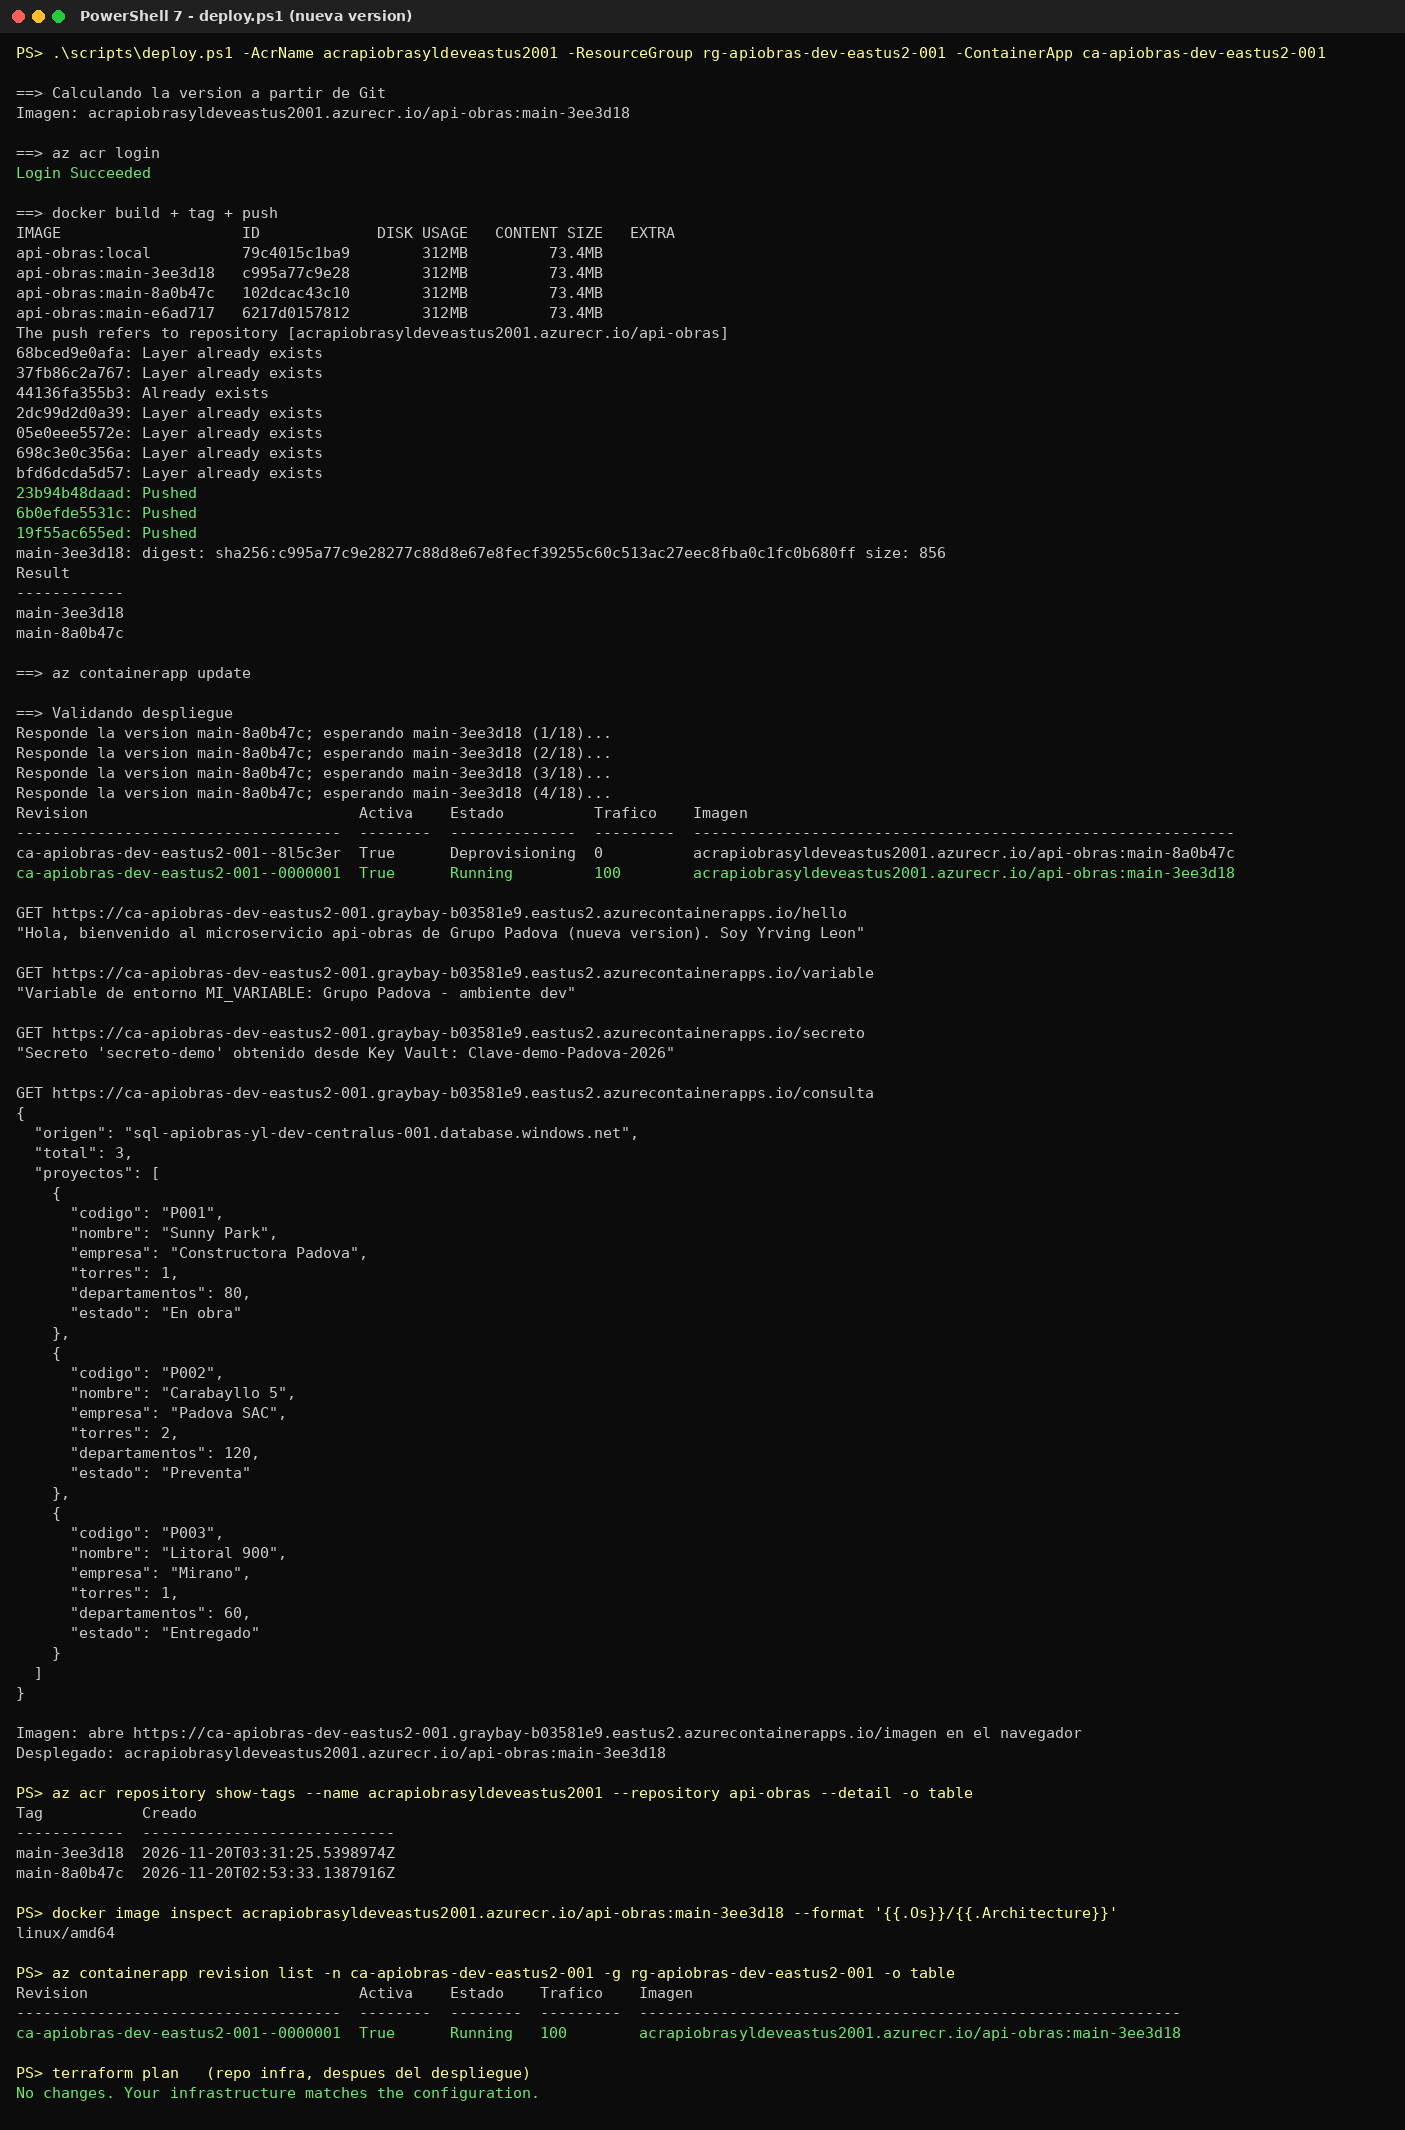 PowerShell 7 - deploy.ps1 (nueva version)
PS> .\scripts\deploy.ps1 -AcrName acrapiobrasyldeveastus2001 -ResourceGroup rg-apiobras-dev-eastus2-001 -ContainerApp ca-apiobras-dev-eastus2-001
==> Calculando la version a partir de Git
Imagen: acrapiobrasyldeveastus2001.azurecr.io/api-obras:main-3ee3d18
==> az acr login
Login Succeeded
==> docker build + tag + push
IMAGE                    ID             DISK USAGE   CONTENT SIZE   EXTRA
api-obras:local          79c4015c1ba9        312MB         73.4MB
api-obras:main-3ee3d18   c995a77c9e28        312MB         73.4MB
api-obras:main-8a0b47c   102dcac43c10        312MB         73.4MB
api-obras:main-e6ad717   6217d0157812        312MB         73.4MB
The push refers to repository [acrapiobrasyldeveastus2001.azurecr.io/api-obras]
68bced9e0afa: Layer already exists
37fb86c2a767: Layer already exists
44136fa355b3: Already exists
2dc99d2d0a39: Layer already exists
05e0eee5572e: Layer already exists
698c3e0c356a: Layer already exists
bfd6dcda5d57: Layer already exists
23b94b48daad: Pushed
6b0efde5531c: Pushed
19f55ac655ed: Pushed
main-3ee3d18: digest: sha256:c995a77c9e28277c88d8e67e8fecf39255c60c513ac27eec8fba0c1fc0b680ff size: 856
Result
------------
main-3ee3d18
main-8a0b47c
==> az containerapp update
==> Validando despliegue
Responde la version main-8a0b47c; esperando main-3ee3d18 (1/18)...
Responde la version main-8a0b47c; esperando main-3ee3d18 (2/18)...
Responde la version main-8a0b47c; esperando main-3ee3d18 (3/18)...
Responde la version main-8a0b47c; esperando main-3ee3d18 (4/18)...
Revision                              Activa    Estado          Trafico    Imagen
------------------------------------  --------  --------------  ---------  ------------------------------------------------------------
ca-apiobras-dev-eastus2-001--8l5c3er  True      Deprovisioning  0          acrapiobrasyldeveastus2001.azurecr.io/api-obras:main-8a0b47c
ca-apiobras-dev-eastus2-001--0000001  True      Running         100        acrapiobrasyldeveastus2001.azurecr.io/api-obras:main-3ee3d18
GET https://ca-apiobras-dev-eastus2-001.graybay-b03581e9.eastus2.azurecontainerapps.io/hello
"Hola, bienvenido al microservicio api-obras de Grupo Padova (nueva version). Soy Yrving Leon"
GET https://ca-apiobras-dev-eastus2-001.graybay-b03581e9.eastus2.azurecontainerapps.io/variable
"Variable de entorno MI_VARIABLE: Grupo Padova - ambiente dev"
GET https://ca-apiobras-dev-eastus2-001.graybay-b03581e9.eastus2.azurecontainerapps.io/secreto
"Secreto 'secreto-demo' obtenido desde Key Vault: Clave-demo-Padova-2026"
GET https://ca-apiobras-dev-eastus2-001.graybay-b03581e9.eastus2.azurecontainerapps.io/consulta
{
  "origen": "sql-apiobras-yl-dev-centralus-001.database.windows.net",
  "total": 3,
  "proyectos": [
    {
      "codigo": "P001",
      "nombre": "Sunny Park",
      "empresa": "Constructora Padova",
      "torres": 1,
      "departamentos": 80,
      "estado": "En obra"
    },
    {
      "codigo": "P002",
      "nombre": "Carabayllo 5",
      "empresa": "Padova SAC",
      "torres": 2,
      "departamentos": 120,
      "estado": "Preventa"
    },
    {
      "codigo": "P003",
      "nombre": "Litoral 900",
      "empresa": "Mirano",
      "torres": 1,
      "departamentos": 60,
      "estado": "Entregado"
    }
  ]
}
Imagen: abre https://ca-apiobras-dev-eastus2-001.graybay-b03581e9.eastus2.azurecontainerapps.io/imagen en el navegador
Desplegado: acrapiobrasyldeveastus2001.azurecr.io/api-obras:main-3ee3d18
PS> az acr repository show-tags --name acrapiobrasyldeveastus2001 --repository api-obras --detail -o table
Tag           Creado
------------  ----------------------------
main-3ee3d18  2026-11-20T03:31:25.5398974Z
main-8a0b47c  2026-11-20T02:53:33.1387916Z
PS> docker image inspect acrapiobrasyldeveastus2001.azurecr.io/api-obras:main-3ee3d18 --format '{{.Os}}/{{.Architecture}}'
linux/amd64
PS> az containerapp revision list -n ca-apiobras-dev-eastus2-001 -g rg-apiobras-dev-eastus2-001 -o table
Revision                              Activa    Estado    Trafico    Imagen
------------------------------------  --------  --------  ---------  ------------------------------------------------------------
ca-apiobras-dev-eastus2-001--0000001  True      Running   100        acrapiobrasyldeveastus2001.azurecr.io/api-obras:main-3ee3d18
PS> terraform plan   (repo infra, despues del despliegue)
No changes. Your infrastructure matches the configuration.